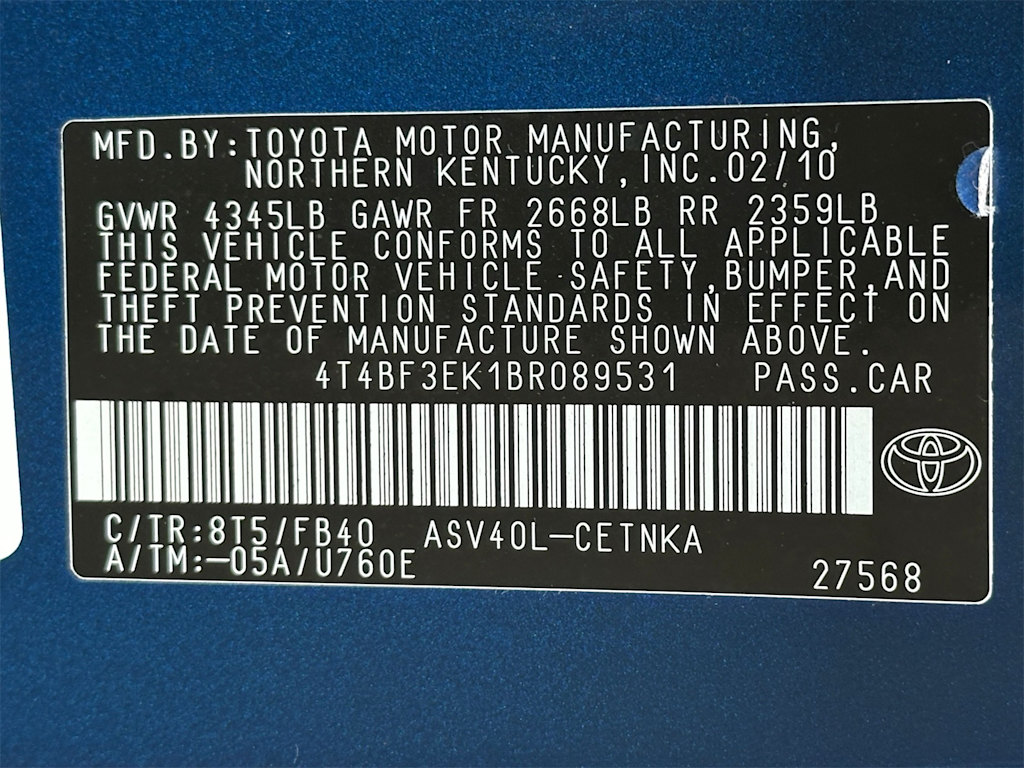 MFD.BY:TOYOTA MOTOR MANUFACTURING,
NORTHERN KENTUCKY, INC.02/10
GVWR 4345LB GAWR FR 2668LB RR 2359LB
THIS VEHICLE CONFORMS TO ALL APPLICABLE
FEDERAL MOTOR VEHICLE SAFETY,BUMPER,AND
THEFT PREVENTION STANDARDS IN EFFECT ON
THE DATE OF MANUFACTURE SHOWN ABOVE.
4T4BF3EK1BR089531 PASS.CAR
C/TR:8T5/FB40 ASV40L-CETNKA
A/TM:-05A/U760E
27568